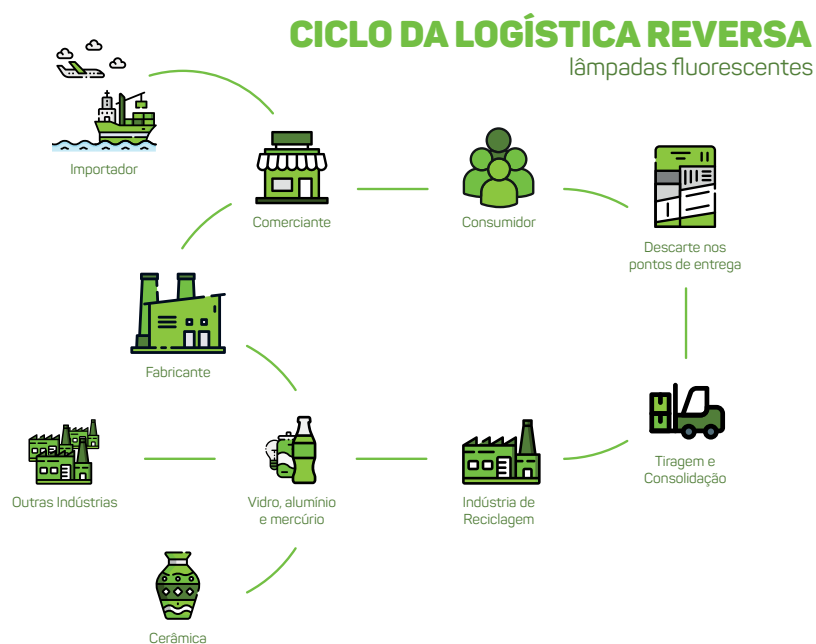 CICLO DA LOGÍSTICA REVERSA
lâmpadas fluorescentes
Importador
Comerciante
Consumidor
Descarte nos
pontos de entrega
Fabricante
Tiragem e
Consolidação
Outras Indústrias
Vidro, alumínio
e mercúrio
Indústria de
Reciclagem
Cerâmica